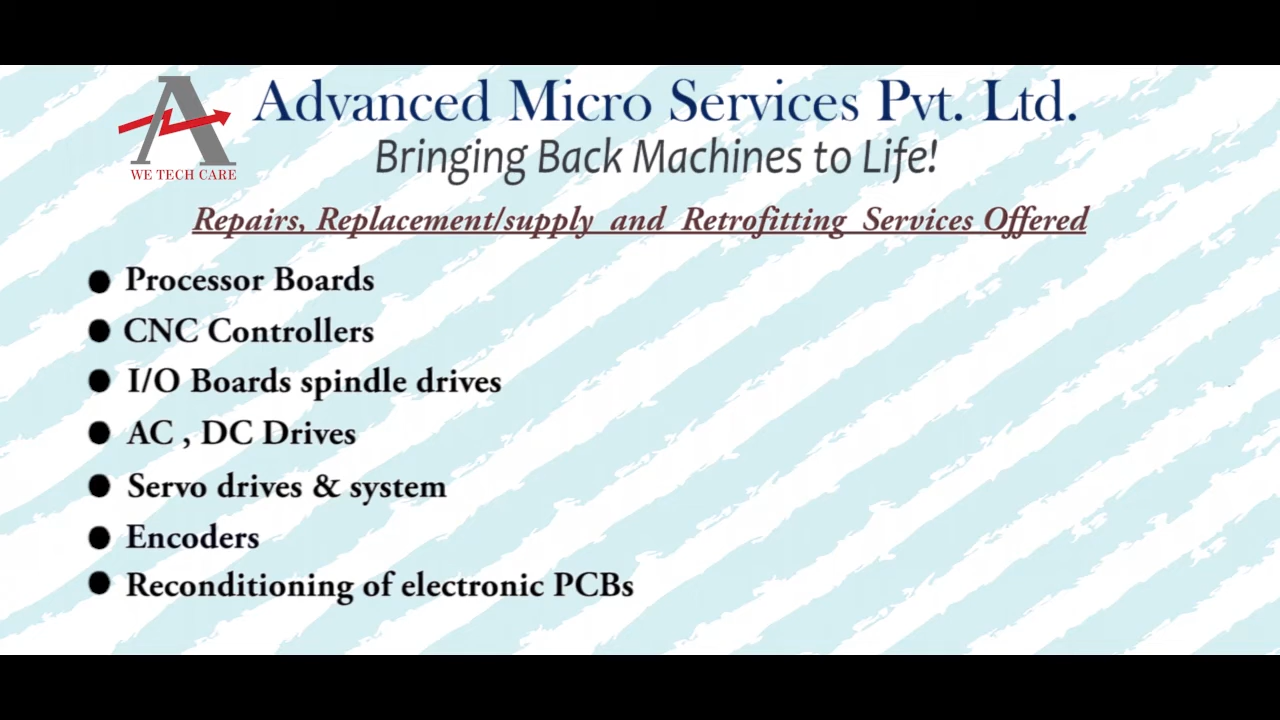 Advanced Micro Services Pvt. Ltd.
Bringing Back Machines to Life!
WE TECH CARE
Repairs, Replacement/supply and Retrofitting Services Offered
Processor Boards
CNC Controllers
I/O Boards spindle drives
AC , DC Drives
Servo drives & system
Encoders
Reconditioning of electronic PCBs